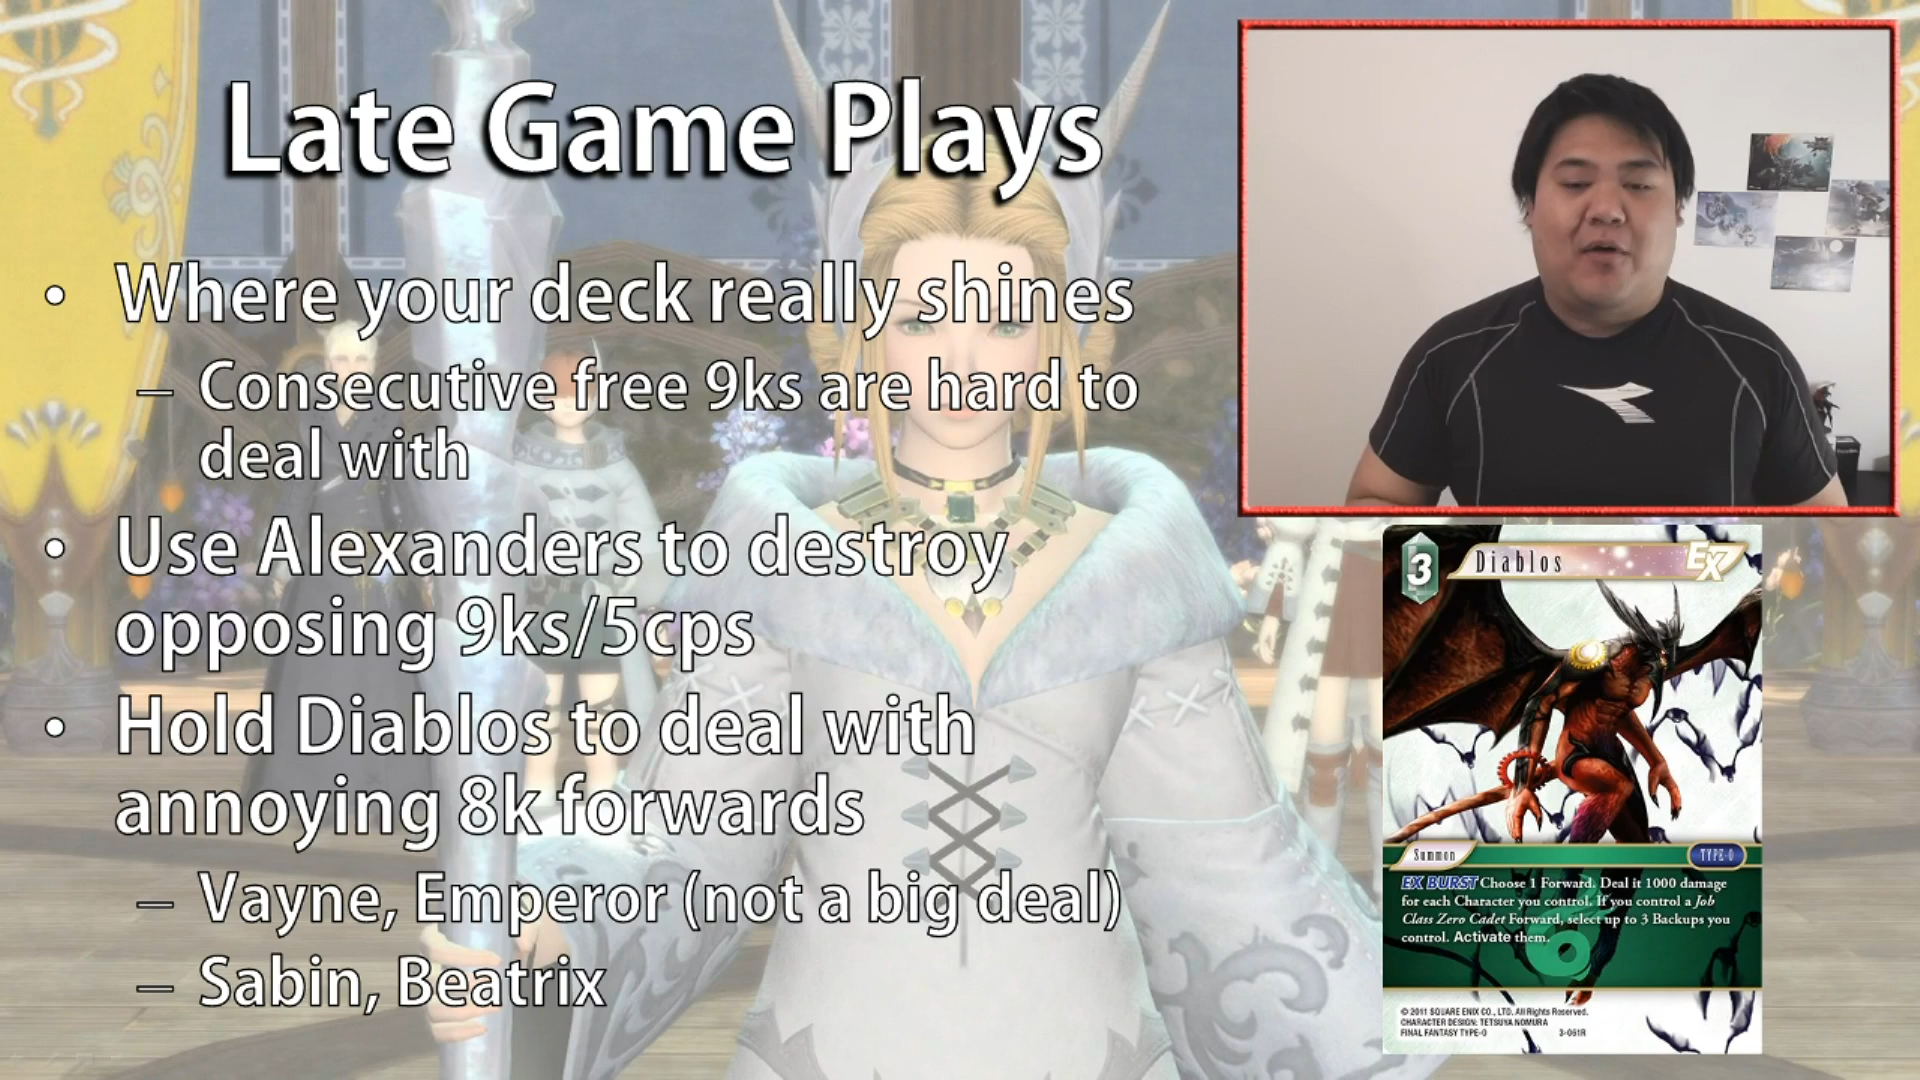 Late Game Plays
• Where your deck really shines
– Consecutive free 9ks are hard to
deal with
• Use Alexanders to destroy
opposing 9ks/5cps
• Hold Diablos to deal with
annoying 8k forwards
– Vayne, Emperor (not a big deal)
– Sabin, Beatrix
3 Diablos EX
Summon TYPE-0
EX BURST Choose 1 Forward. Deal it 1000 damage
for each Character you control. If you control a Job
Class Zero Cadet Forward, select up to 3 Backups you
control. Activate them.
© 2011 SQUARE ENIX CO., LTD. All Rights Reserved.
CHARACTER DESIGN: TETSUYA NOMURA
FINAL FANTASY TYPE-0 3-061R